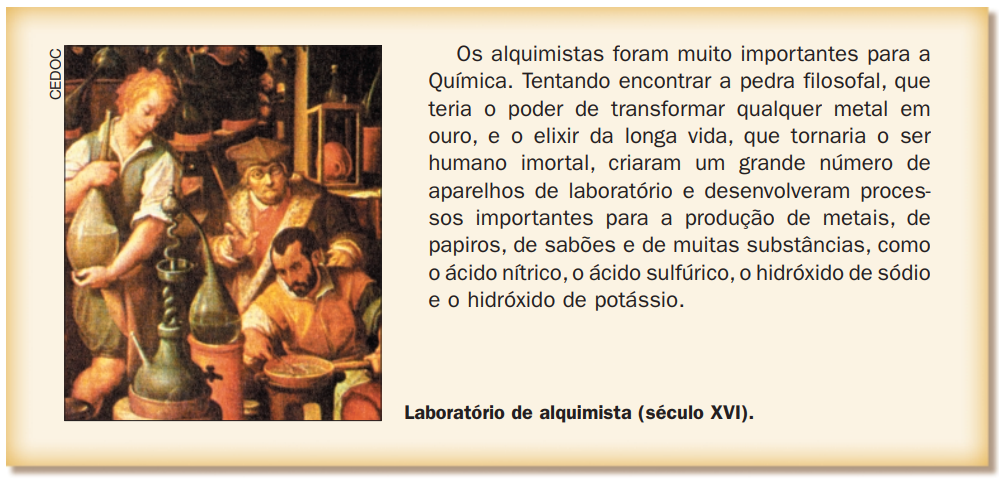 CEDOC
Os alquimistas foram muito importantes para a
Química. Tentando encontrar a pedra filosofal, que
teria o poder de transformar qualquer metal em
ouro, e o elixir da longa vida, que tornaria o ser
humano imortal, criaram um grande número de
aparelhos de laboratório e desenvolveram proces-
sos importantes para a produção de metais, de
papiros, de sabões e de muitas substâncias, como
o ácido nítrico, o ácido sulfúrico, o hidróxido de sódio
e o hidróxido de potássio.
Laboratório de alquimista (século XVI).